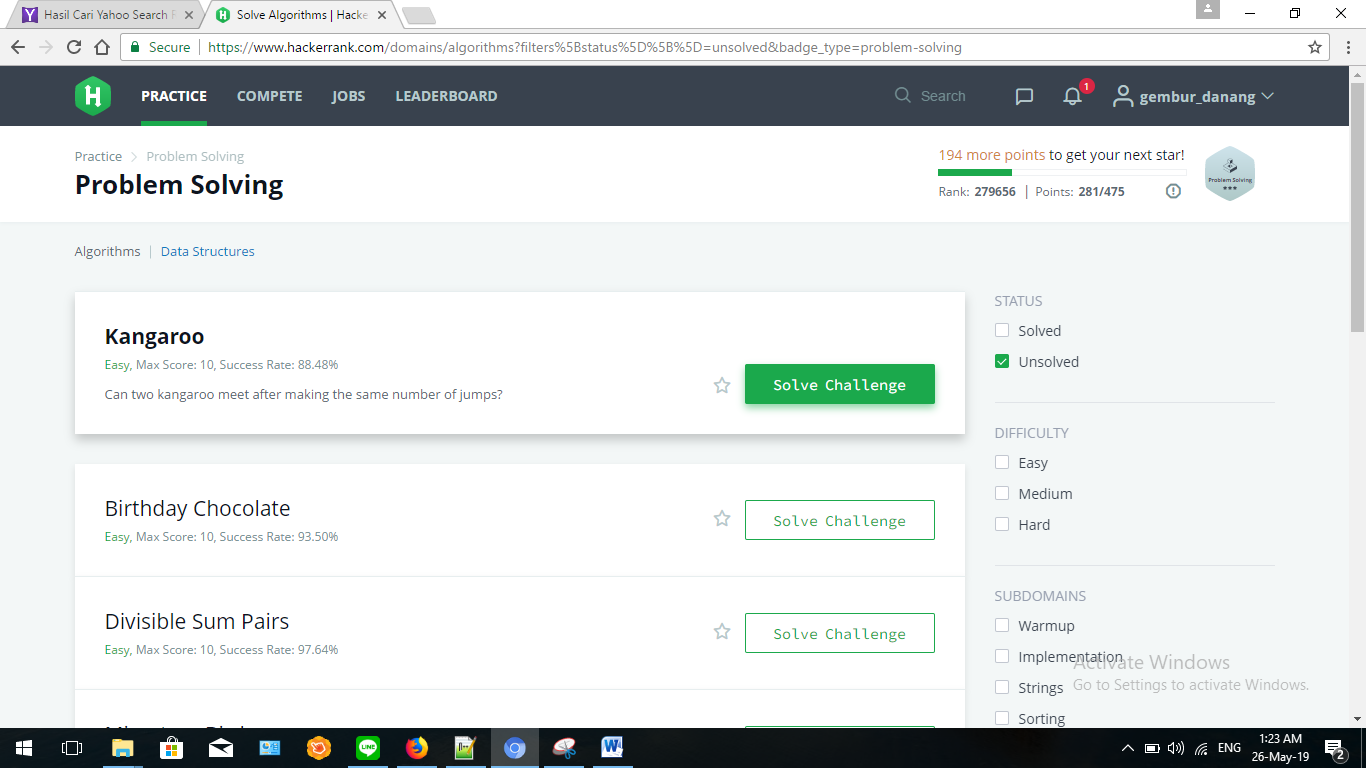 Hasil Cari Yahoo Search
Solve Algorithms | Hacke
Secure
https://www.hackerrank.com/domains/algorithms?filters%5Bstatus%5D%5B%5D=unsolved&badge_type=problem-solving
PRACTICE COMPETE JOBS LEADERBOARD
Search
1
gembur_danang
Practice Problem Solving
Problem Solving
194 more points to get your next star!
Rank: 279656 | Points: 281/475
Problem Solving
Algorithms | Data Structures
Kangaroo
Easy, Max Score: 10, Success Rate: 88.48%
Can two kangaroo meet after making the same number of jumps?
Solve Challenge
Birthday Chocolate
Easy, Max Score: 10, Success Rate: 93.50%
Solve Challenge
Divisible Sum Pairs
Easy, Max Score: 10, Success Rate: 97.64%
Solve Challenge
STATUS
Solved
Unsolved
DIFFICULTY
Easy
Medium
Hard
SUBDOMAINS
Warmup
Implementation
Strings
Sorting
Activate Windows
Go to Settings to activate Windows.
LINE
ENG
1:23 AM
26-May-19
2